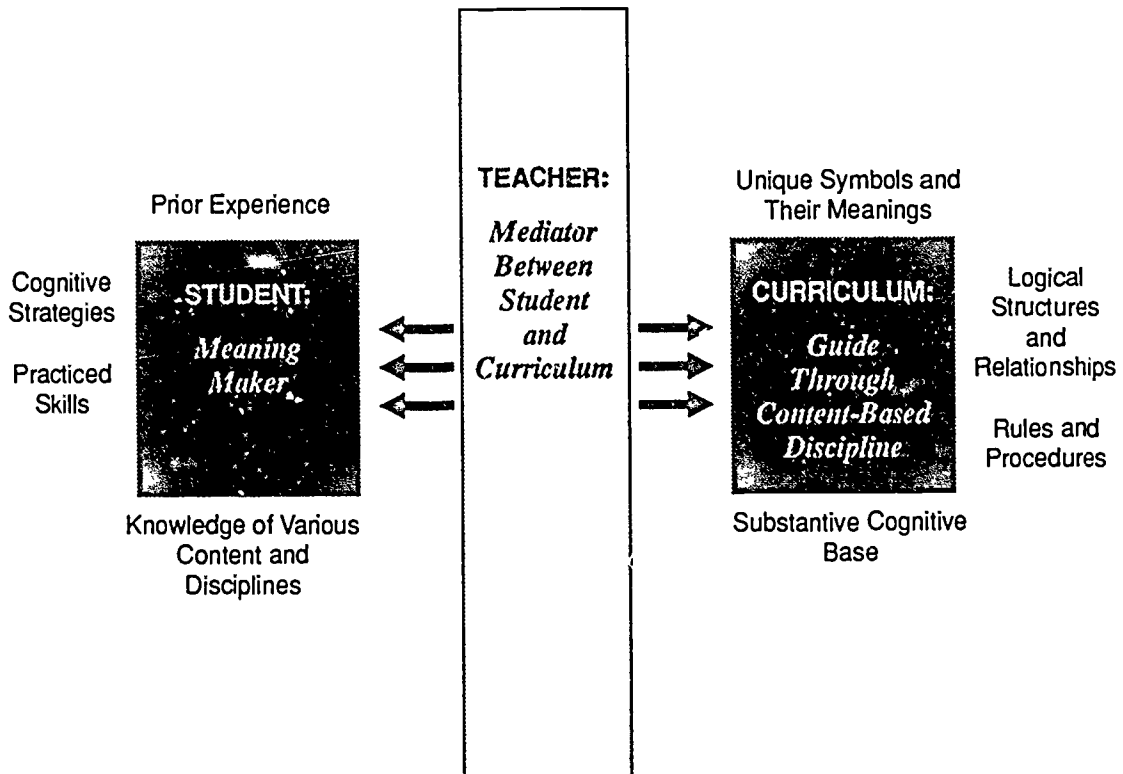 Prior Experience
Cognitive
Strategies
Practiced
Skills
STUDENT:
Meaning
Maker
Knowledge of Various
Content and
Disciplines
TEACHER:
Mediator
Between
Student
and
Curriculum
Unique Symbols and
Their Meanings
CURRICULUM:
Guide
Through
Content-Based
Discipline
Logical
Structures
and
Relationships
Rules and
Procedures
Substantive Cognitive
Base